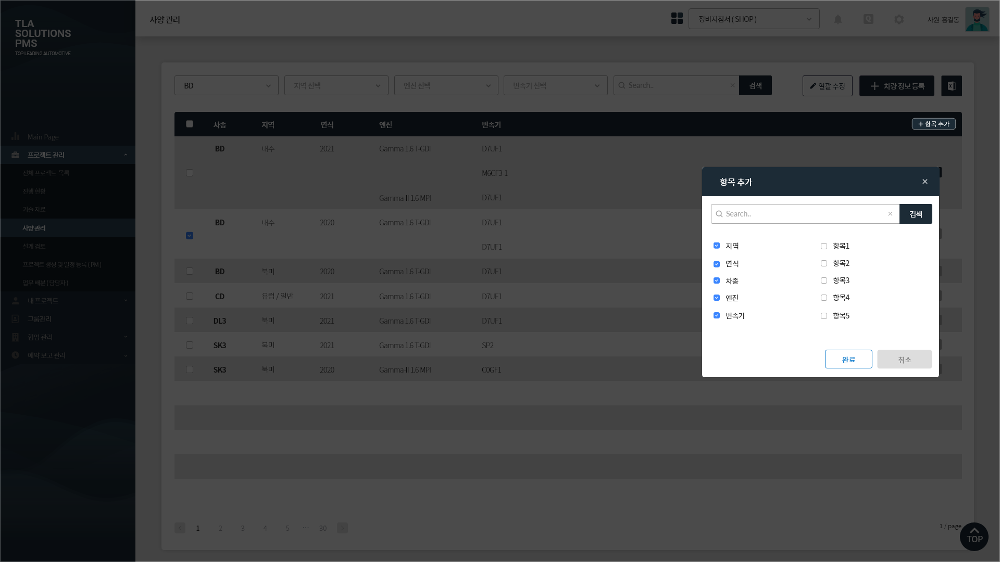 TLA
SOLUTIONS
PMS
TOP LEADING AUTOMOTIVE
사양 관리
정비지침서 ( SHOP )
사원 홍길동
Main Page
프로젝트 관리
전체 프로젝트 목록
진행 현황
기술 자료
사양 관리
설계 검토
프로젝트 생성 및 일정 등록 ( PM )
업무 배분 ( 담당자 )
내 프로젝트
그룹관리
협업 관리
예약 보고 관리
BD
지역 선택
엔진 선택
변속기 선택
Search..
검색
일괄 수정
차량 정보 등록
차종 지역 연식 엔진 변속기
+ 항목 추가
BD 내수 2021 Gamma 1.6 T-GDI D7UF1
M6CF3-1
Gamma-II 1.6 MPI D7UF1
BD 내수 2020 Gamma 1.6 T-GDI D7UF1
D7UF1
BD 북미 2020 Gamma 1.6 T-GDI D7UF1
CD 유럽 / 일반 2021 Gamma 1.6 T-GDI D7UF1
DL3 북미 2021 Gamma 1.6 T-GDI D7UF1
SK3 북미 2021 Gamma 1.6 T-GDI SP2
SK3 북미 2020 Gamma-II 1.6 MPI C0GF1
항목 추가
Search..
검색
지역 항목1
연식 항목2
차종 항목3
엔진 항목4
변속기 항목5
완료 취소
1 2 3 4 5 ... 30
1 / page
TOP